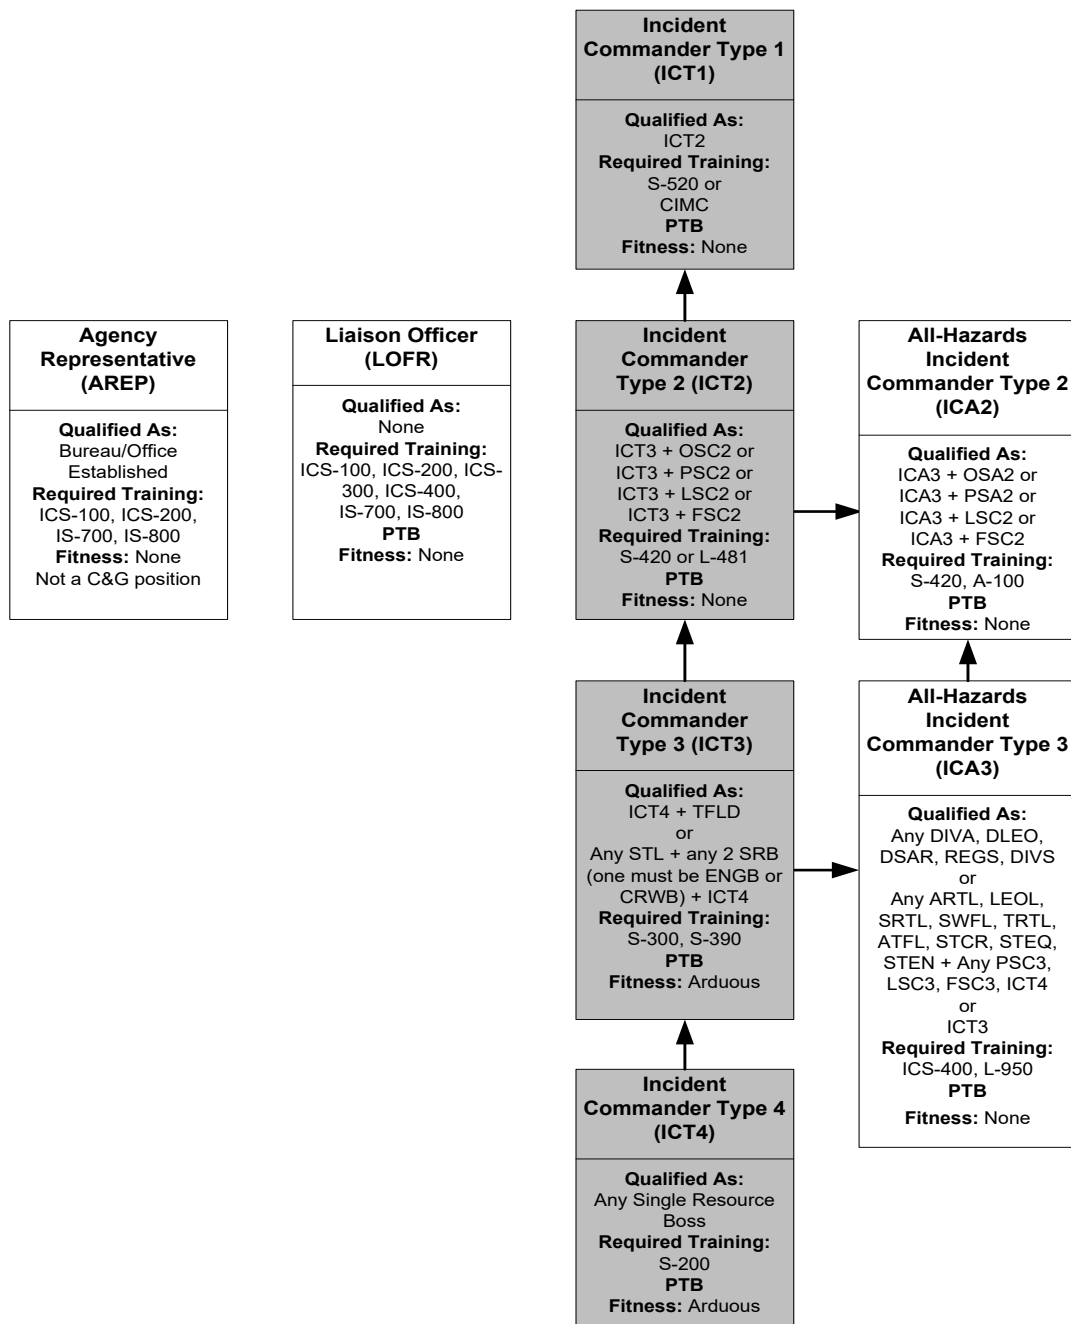 Incident
Commander Type 1
(ICT1)
Qualified As:
ICT2
Required Training:
S-520 or
CIMC
PTB
Fitness: None
Agency
Representative
(AREP)
Qualified As:
Bureau/Office
Established
Required Training:
ICS-100, ICS-200,
IS-700, IS-800
Fitness: None
Not a C&G position
Liaison Officer
(LOFR)
Qualified As:
None
Required Training:
ICS-100, ICS-200, ICS-
300, ICS-400,
IS-700, IS-800
PTB
Fitness: None
Incident
Commander
Type 2 (ICT2)
Qualified As:
ICT3 + OSC2 or
ICT3 + PSC2 or
ICT3 + LSC2 or
ICT3 + FSC2
Required Training:
S-420 or L-481
PTB
Fitness: None
All-Hazards
Incident
Commander Type 2
(ICA2)
Qualified As:
ICA3 + OSA2 or
ICA3 + PSA2 or
ICA3 + LSC2 or
ICA3 + FSC2
Required Training:
S-420, A-100
PTB
Fitness: None
Incident
Commander
Type 3 (ICT3)
Qualified As:
ICT4 + TFLD
or
Any STL + any 2 SRB
(one must be ENGB or
CRWB) + ICT4
Required Training:
S-300, S-390
PTB
Fitness: Arduous
All-Hazards
Incident
Commander Type 3
(ICA3)
Qualified As:
Any DIVA, DLEO,
DSAR, REGS, DIVS
or
Any ARTL, LEOL,
SRTL, SWFL, TRTL,
ATFL, STCR, STEQ,
STEN + Any PSC3,
LSC3, FSC3, ICT4
or
ICT3
Required Training:
ICS-400, L-950
PTB
Fitness: None
Incident
Commander Type 4
(ICT4)
Qualified As:
Any Single Resource
Boss
Required Training:
S-200
PTB
Fitness: Arduous